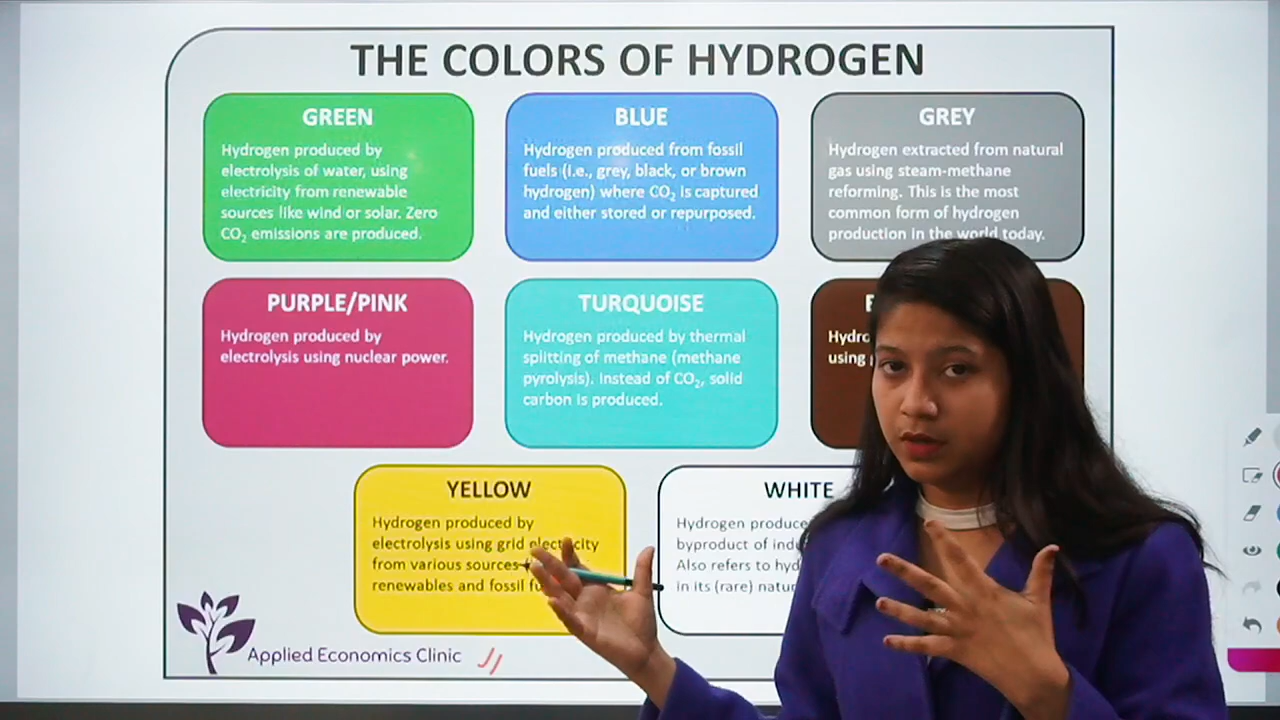 THE COLORS OF HYDROGEN
GREEN
Hydrogen produced by
electrolysis of water, using
electricity from renewable
sources like wind or solar. Zero
CO₂ emissions are produced.
BLUE
Hydrogen produced from fossil
fuels (i.e., grey, black, or brown
hydrogen) where CO₂ is captured
and either stored or repurposed.
GREY
Hydrogen extracted from natural
gas using steam-methane
reforming. This is the most
common form of hydrogen
production in the world today.
PURPLE/PINK
Hydrogen produced by
electrolysis using nuclear power.
TURQUOISE
Hydrogen produced by thermal
splitting of methane (methane
pyrolysis). Instead of CO₂, solid
carbon is produced.
using
YELLOW
Hydrogen produced by
electrolysis using grid electricity
from various sources
renewables and fossil
WHITE
Hydrogen
byproduct of
Also refers to
in its (rare)
Applied Economics Clinic